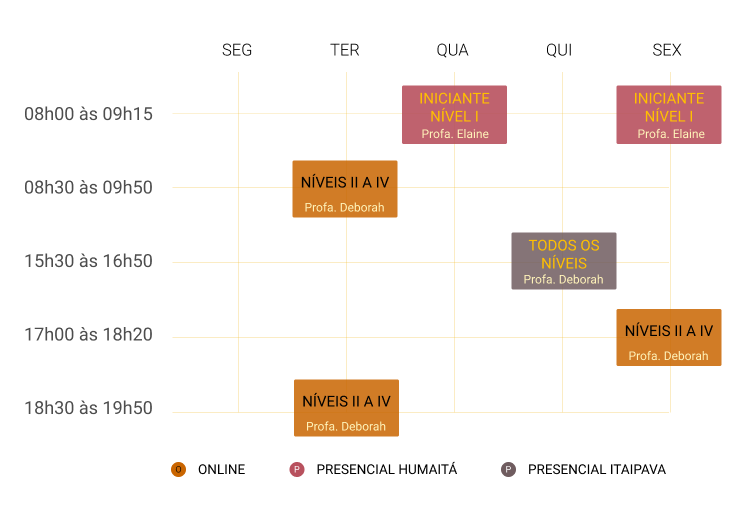 SEG TER QUA QUI SEX
08h00 às 09h15
INICIANTE
NÍVEL I
Profa. Elaine
INICIANTE
NÍVEL I
Profa. Elaine
08h30 às 09h50
NÍVEIS II A IV
Profa. Deborah
15h30 às 16h50
TODOS OS
NÍVEIS
Profa. Deborah
17h00 às 18h20
NÍVEIS II A IV
Profa. Deborah
18h30 às 19h50
NÍVEIS II A IV
Profa. Deborah
O ONLINE P PRESENCIAL HUMAITÁ P PRESENCIAL ITAIPAVA